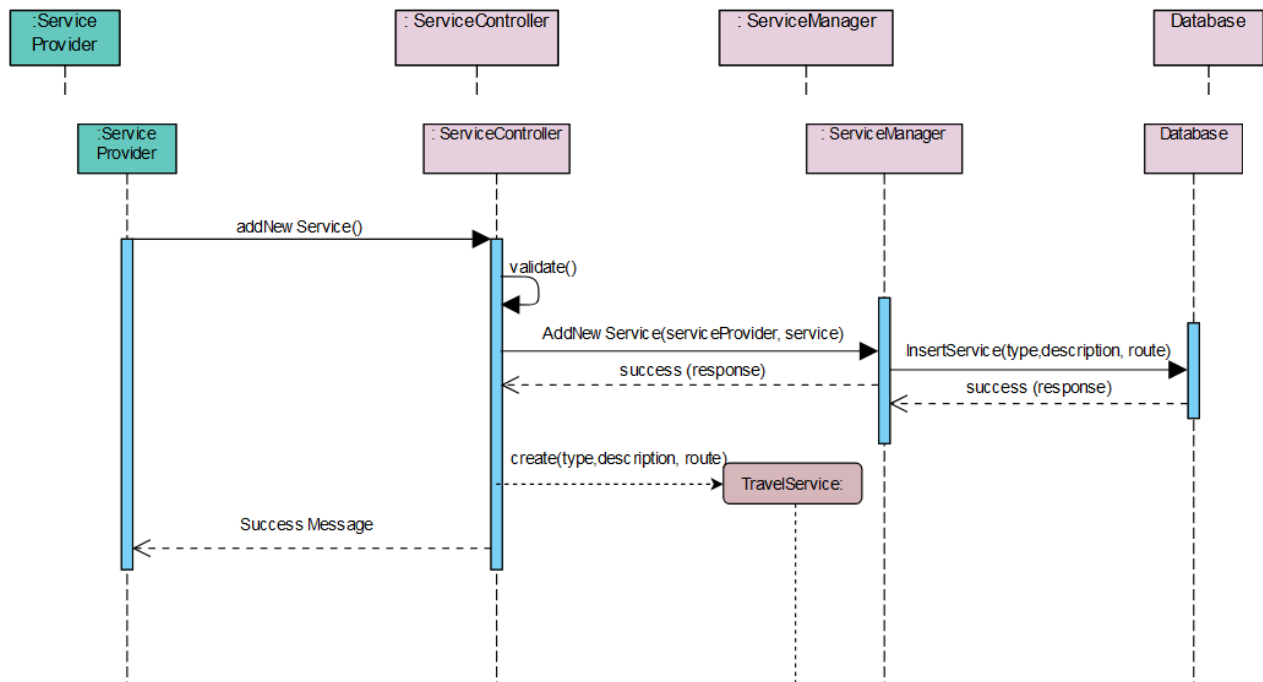 :Service
Provider
: ServiceController
: ServiceManager
Database
:Service
Provider
: ServiceController
: ServiceManager
Database
addNew Service()
validate()
AddNew Service(serviceProvider, service)
InsertService(type,description, route)
success (response)
success (response)
create(type,description, route)
TravelService:
Success Message